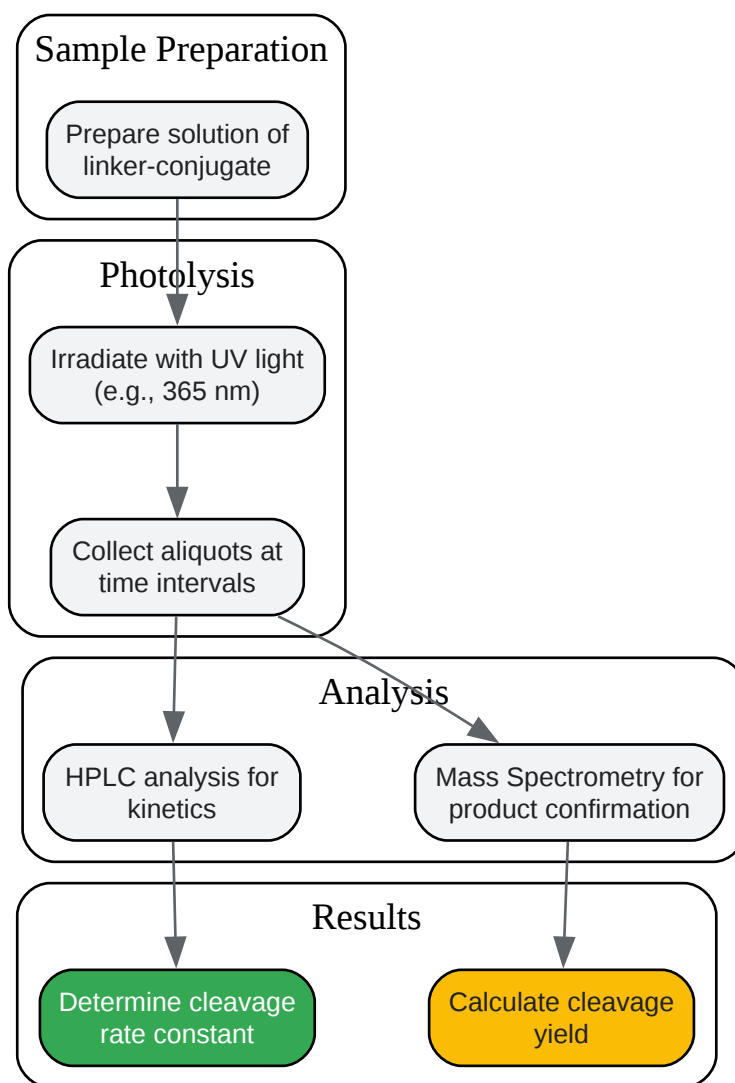 Sample Preparation
Prepare solution of
linker-conjugate
Photolysis
Irradiate with UV light
(e.g., 365 nm)
Collect aliquots at
time intervals
Analysis
HPLC analysis for
kinetics
Mass Spectrometry for
product confirmation
Results
Determine cleavage
rate constant
Calculate cleavage
yield